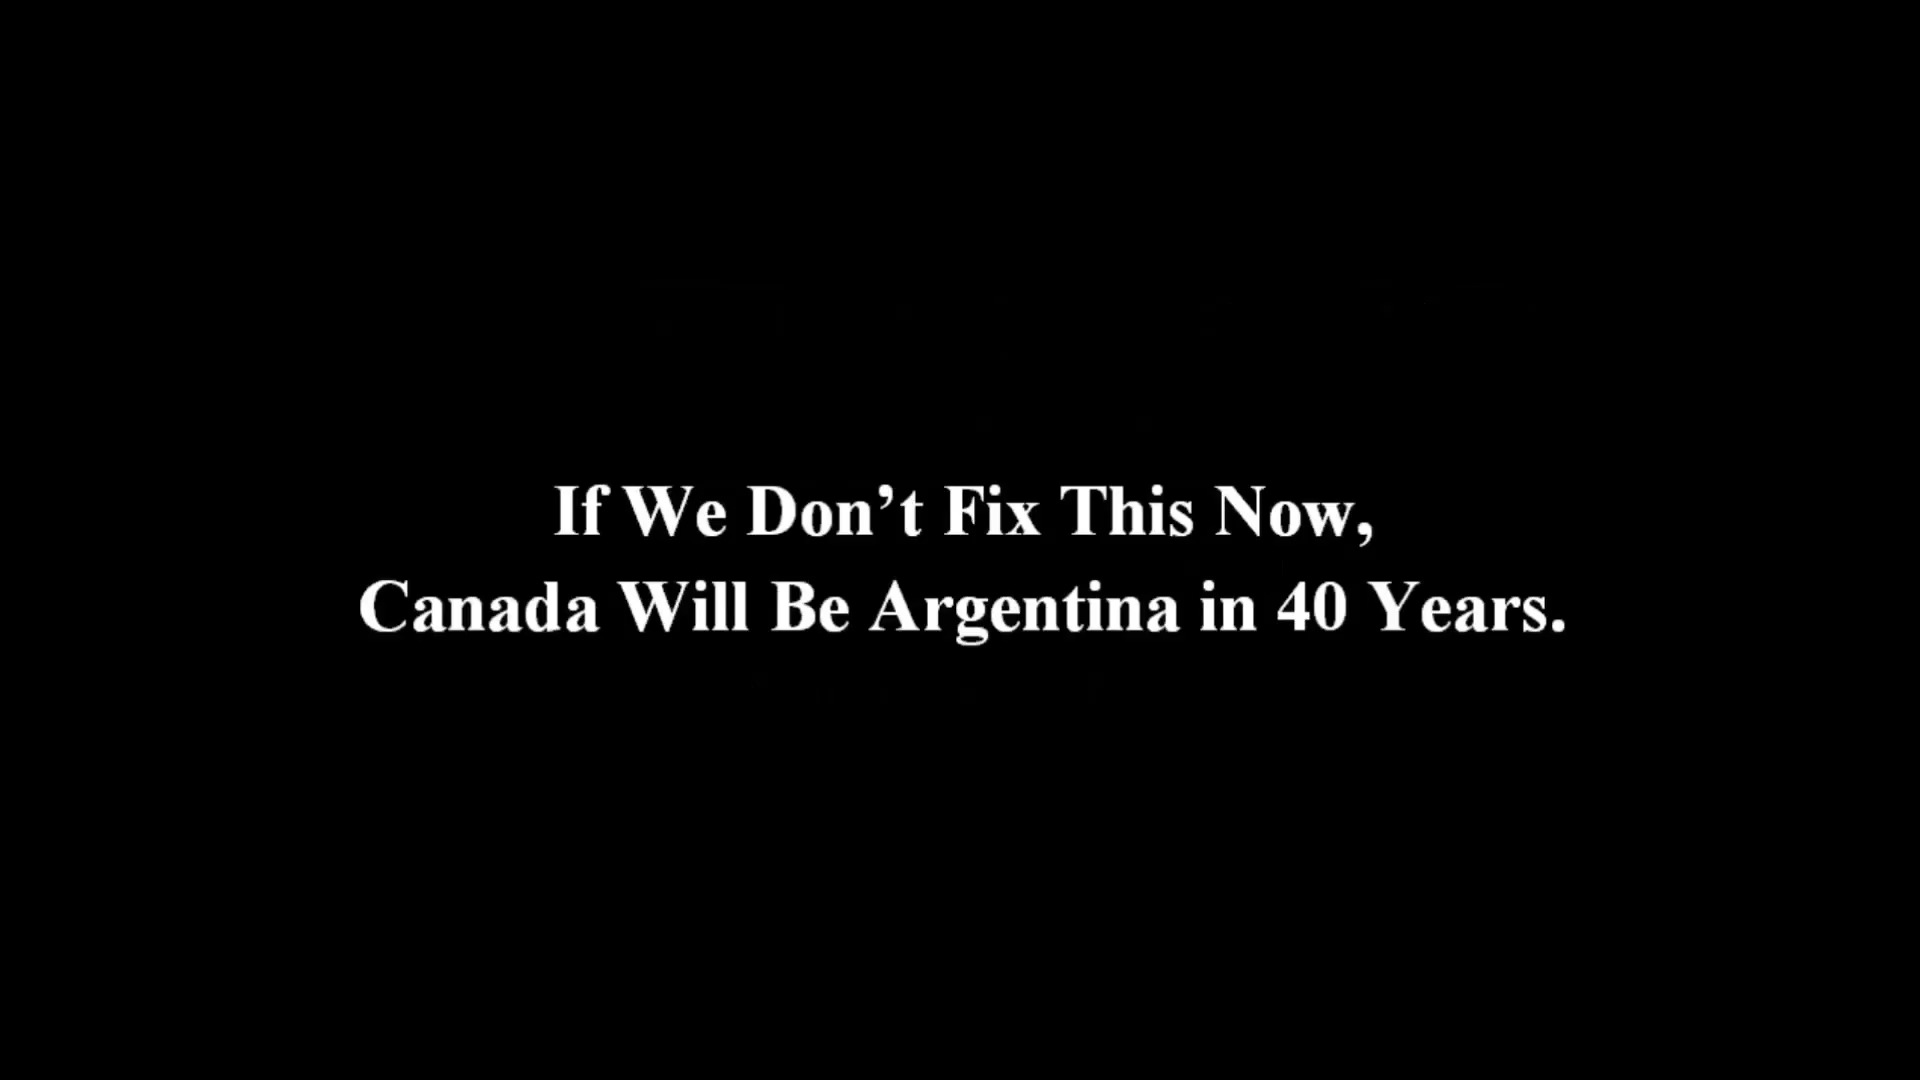 If We Don’t Fix This Now,
Canada Will Be Argentina in 40 Years.